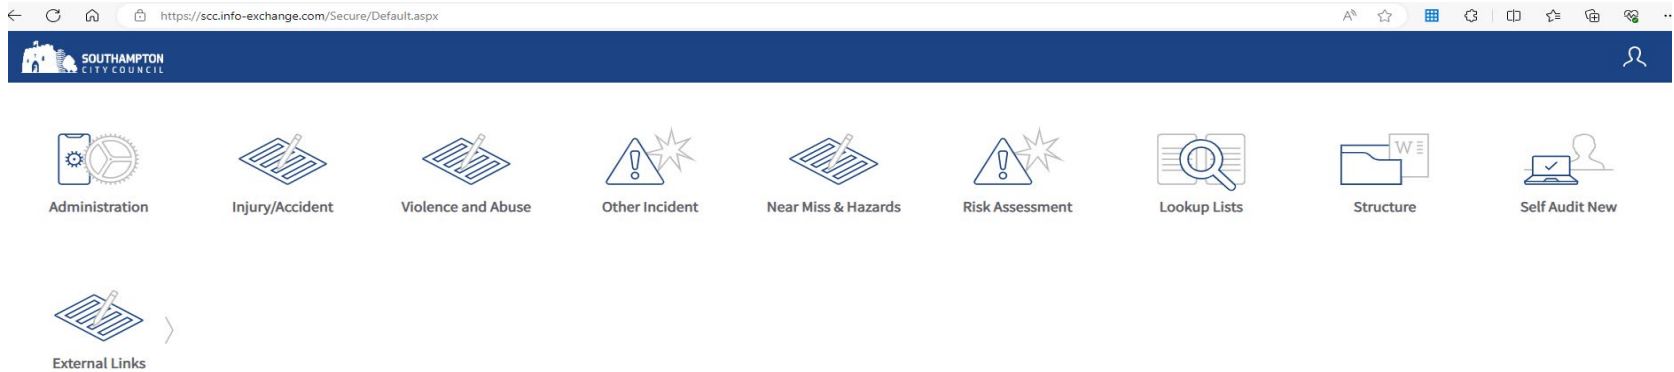 https://scc.info-exchange.com/Secure/Default.aspx
SOUTHAMPTON
CITY COUNCIL
Administration
Injury/Accident
Violence and Abuse
Other Incident
Near Miss & Hazards
Risk Assessment
Lookup Lists
Structure
Self Audit New
External Links